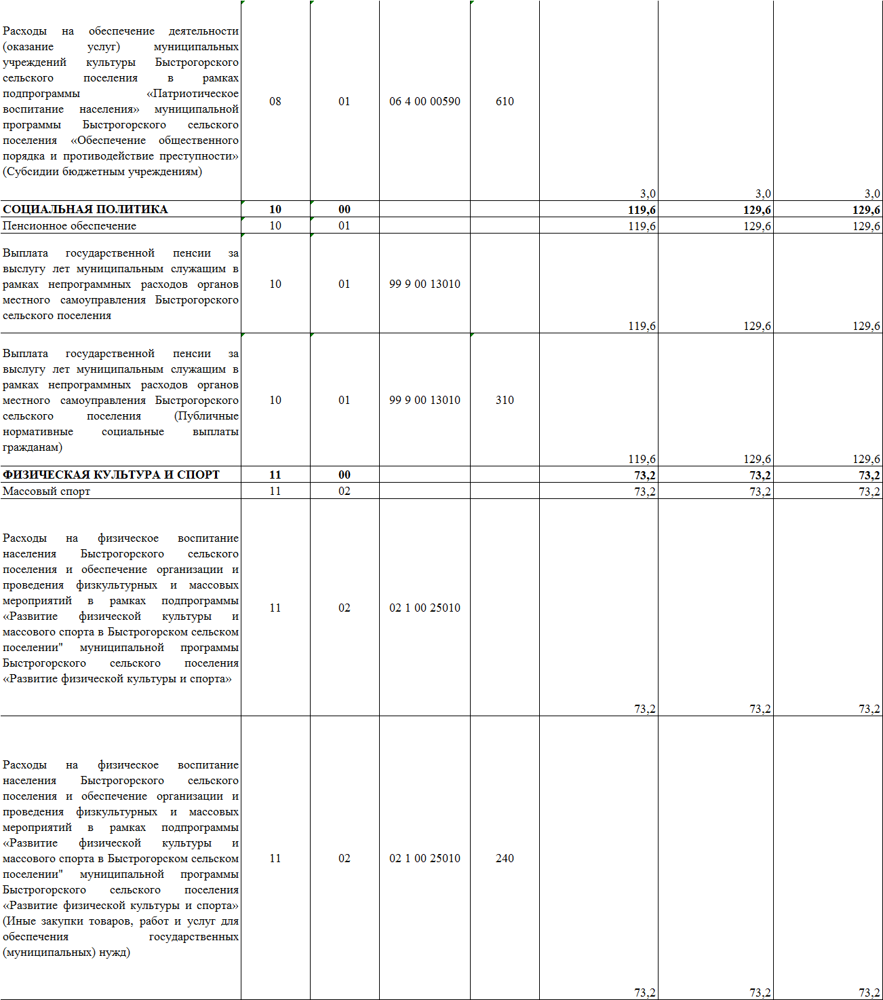 Расходы на обеспечение деятельности
(оказание услуг) муниципальных
учреждений культуры Быстрогорского
сельского поселения в рамках
подпрограммы «Патриотическое
воспитание населения» муниципальной
программы Быстрогорского сельского
поселения «Обеспечение общественного
порядка и противодействие преступности»
(Субсидии бюджетным учреждениям)
08 01 06 4 00 00590 610 3,0 3,0 3,0
СОЦИАЛЬНАЯ ПОЛИТИКА 10 00 119,6 129,6 129,6
Пенсионное обеспечение 10 01 119,6 129,6 129,6
Выплата государственной пенсии за
выслугу лет муниципальным служащим в
рамках непрограммных расходов органов
местного самоуправления Быстрогорского
сельского поселения
10 01 99 9 00 13010 119,6 129,6 129,6
Выплата государственной пенсии за
выслугу лет муниципальным служащим в
рамках непрограммных расходов органов
местного самоуправления Быстрогорского
сельского поселения (Публичные
нормативные социальные выплаты
гражданам)
10 01 99 9 00 13010 310 119,6 129,6 129,6
ФИЗИЧЕСКАЯ КУЛЬТУРА И СПОРТ 11 00 73,2 73,2 73,2
Массовый спорт 11 02 73,2 73,2 73,2
Расходы на физическое воспитание
населения Быстрогорского сельского
поселения и обеспечение организации и
проведения физкультурных и массовых
мероприятий в рамках подпрограммы
«Развитие физической культуры и
массового спорта в Быстрогорском сельском
поселении" муниципальной программы
Быстрогорского сельского поселения
«Развитие физической культуры и спорта»
11 02 02 1 00 25010 73,2 73,2 73,2
Расходы на физическое воспитание
населения Быстрогорского сельского
поселения и обеспечение организации и
проведения физкультурных и массовых
мероприятий в рамках подпрограммы
«Развитие физической культуры и
массового спорта в Быстрогорском сельском
поселении" муниципальной программы
Быстрогорского сельского поселения
«Развитие физической культуры и спорта»
(Иные закупки товаров, работ и услуг для
обеспечения государственных
(муниципальных) нужд)
11 02 02 1 00 25010 240 73,2 73,2 73,2